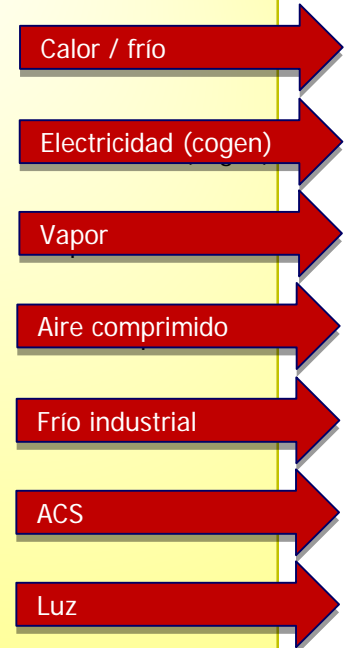 Calor / frío
Electricidad (cogen)
Vapor
Aire comprimido
Frío industrial
ACS
Luz